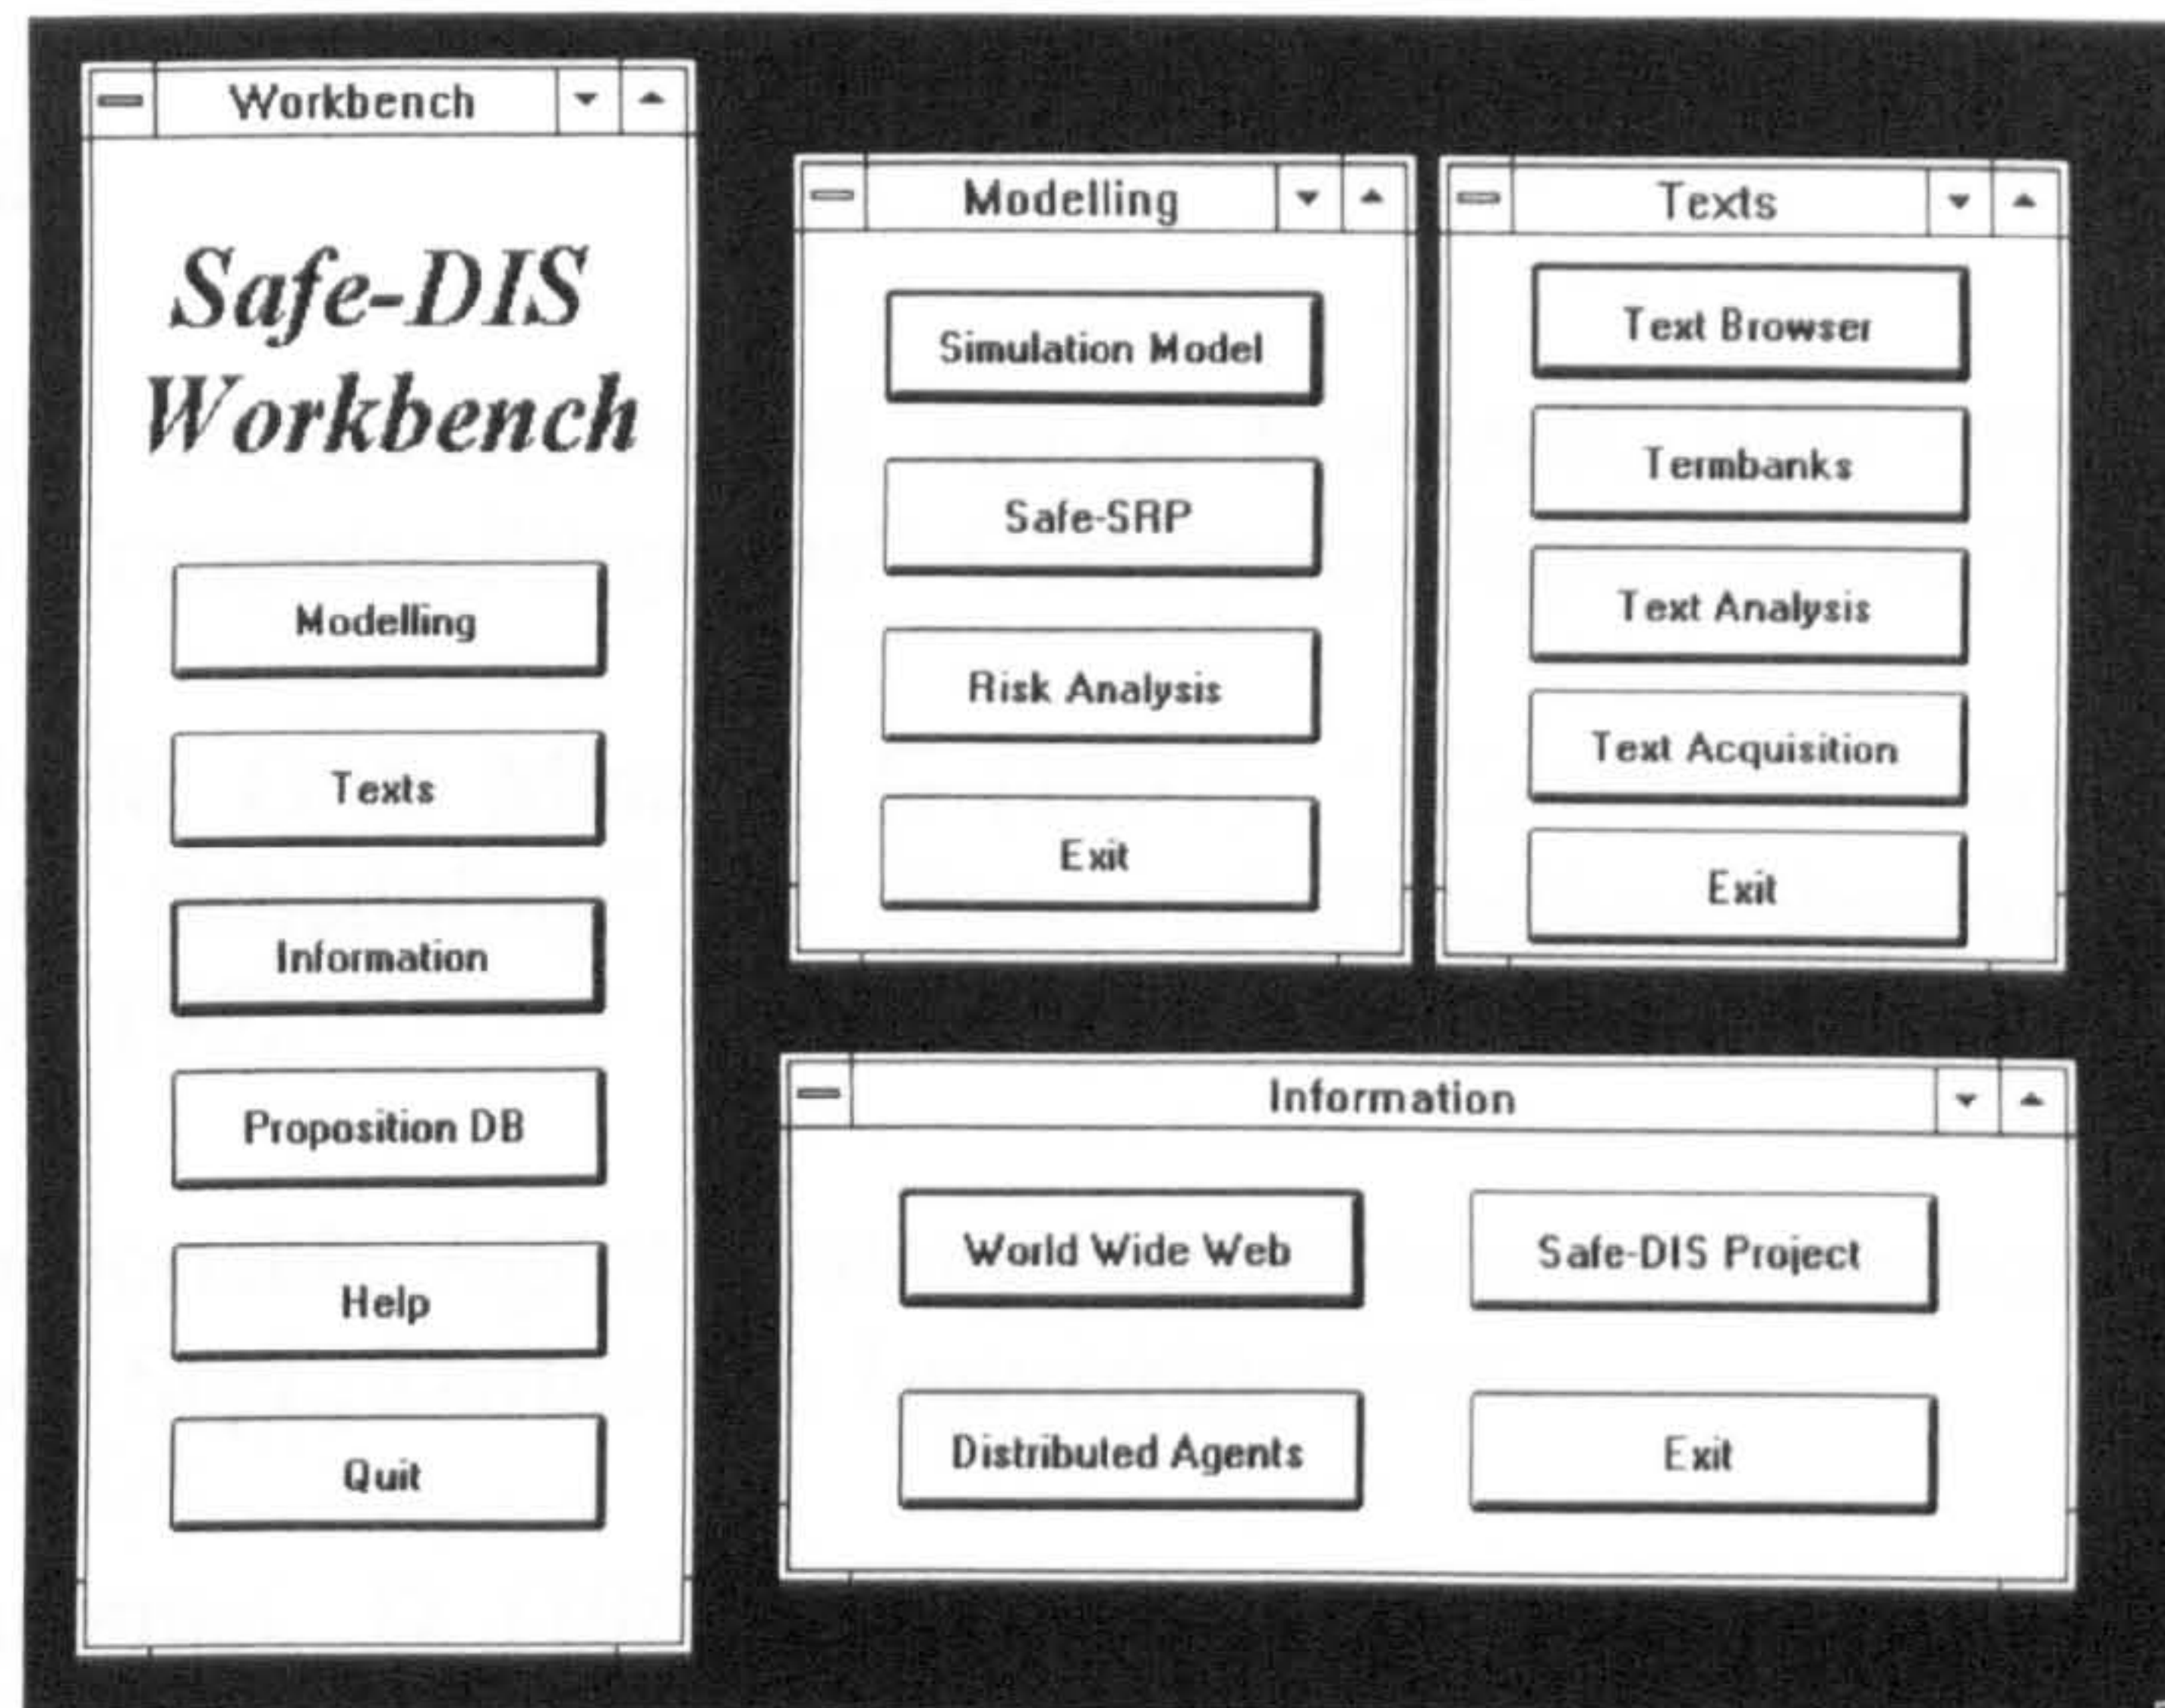 Workbench
Safe-DIS
Workbench
Modelling
Texts
Information
Proposition DB
Help
Quit
Modelling
Simulation Model
Safe-SRP
Risk Analysis
Exit
Texts
Text Browser
Termbanks
Text Analysis
Text Acquisition
Exit
Information
World Wide Web
Safe-DIS Project
Distributed Agents
Exit